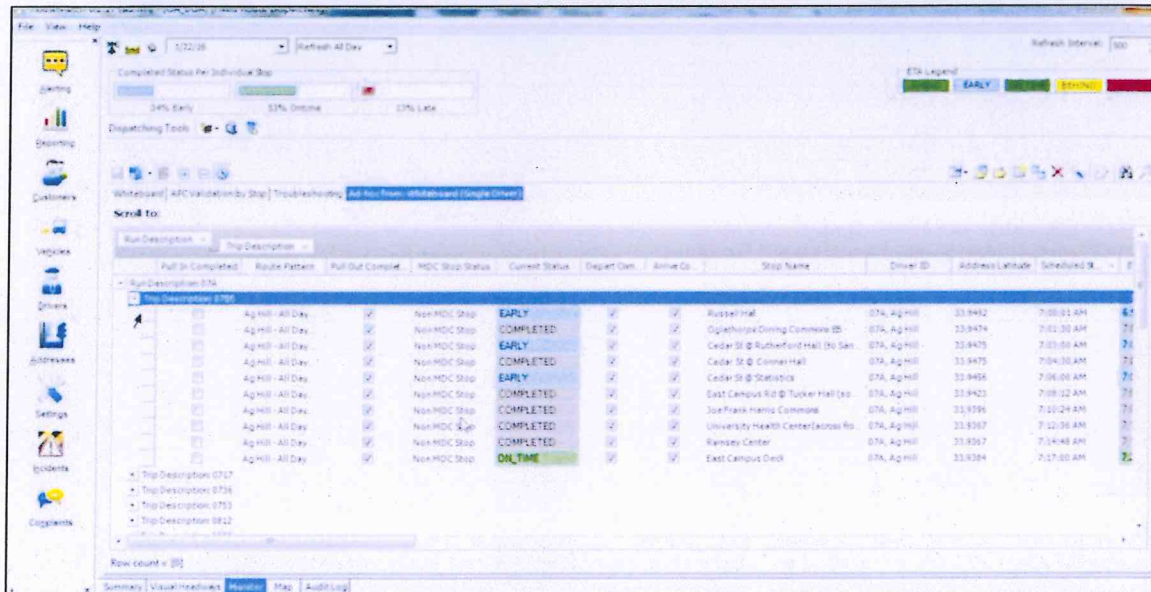 File View Help
1/22/16 Refresh All Day Refresh Interval: 300
Completed Status Per Individual Stop ETA Legend
EARLY BEHIND
34% Early 53% Ontime 13% Late
Alerting
Dispatching Tools
Reporting
Customers
Whiteboard AFC Validation by Stop Troubleshooting Ad-hoc from: Whiteboard (Single Driver)
Scroll to:
Run Description Trip Description
Vehicles
Pull In Completed Route Pattern Pull Out Complet... MDC Stop Status Current Status Depart Com... Arrive Co... Stop Name Driver ID Address Latitude Scheduled St...
Run Description: 07A
Drivers
Trip Description:
Ag Hill - All Day... Non MDC Stop EARLY Russell Hall 07A, Ag Hill 7:00:01 AM
Ag Hill - All Day... Non MDC Stop COMPLETED Oglethorpe Dining Commons EB 07A, Ag Hill 33.9474 7:01:30 AM
Ag Hill - All Day... Non MDC Stop EARLY Cedar St @ Rutherford Hall (to San... 07A, Ag Hill 33.9475 7:03:00 AM
Addresses
Ag Hill - All Day... Non MDC Stop COMPLETED Cedar St @ Conner Hall 07A, Ag Hill 33.9475 7:04:30 AM
Ag Hill - All Day... Non MDC Stop EARLY Cedar St @ Statistics 07A, Ag Hill 7:06:00 AM
Ag Hill - All Day... Non MDC Stop COMPLETED East Campus Rd @ Tucker Hall (so... 07A, Ag Hill 33.9423 7:08:12 AM
Settings
Ag Hill - All Day... Non MDC Stop COMPLETED Joe Frank Harris Commons 07A, Ag Hill 33.9396 7:10:24 AM
Ag Hill - All Day... Non MDC Stop COMPLETED University Health Center (across Ro... 07A, Ag Hill 33.9367 7:12:36 AM
Ag Hill - All Day... Non MDC Stop COMPLETED Ramsey Center 07A, Ag Hill 33.9367 7:14:48 AM
Ag Hill - All Day... Non MDC Stop ON_TIME East Campus Deck 07A, Ag Hill 33.9384 7:17:00 AM
Incidents
Trip Description: 0717
Trip Description: 0736
Trip Description: 0753
Trip Description: 0812
Complaints
Row count = [0]
Summary Visual Headways Monitor Map Audit Log